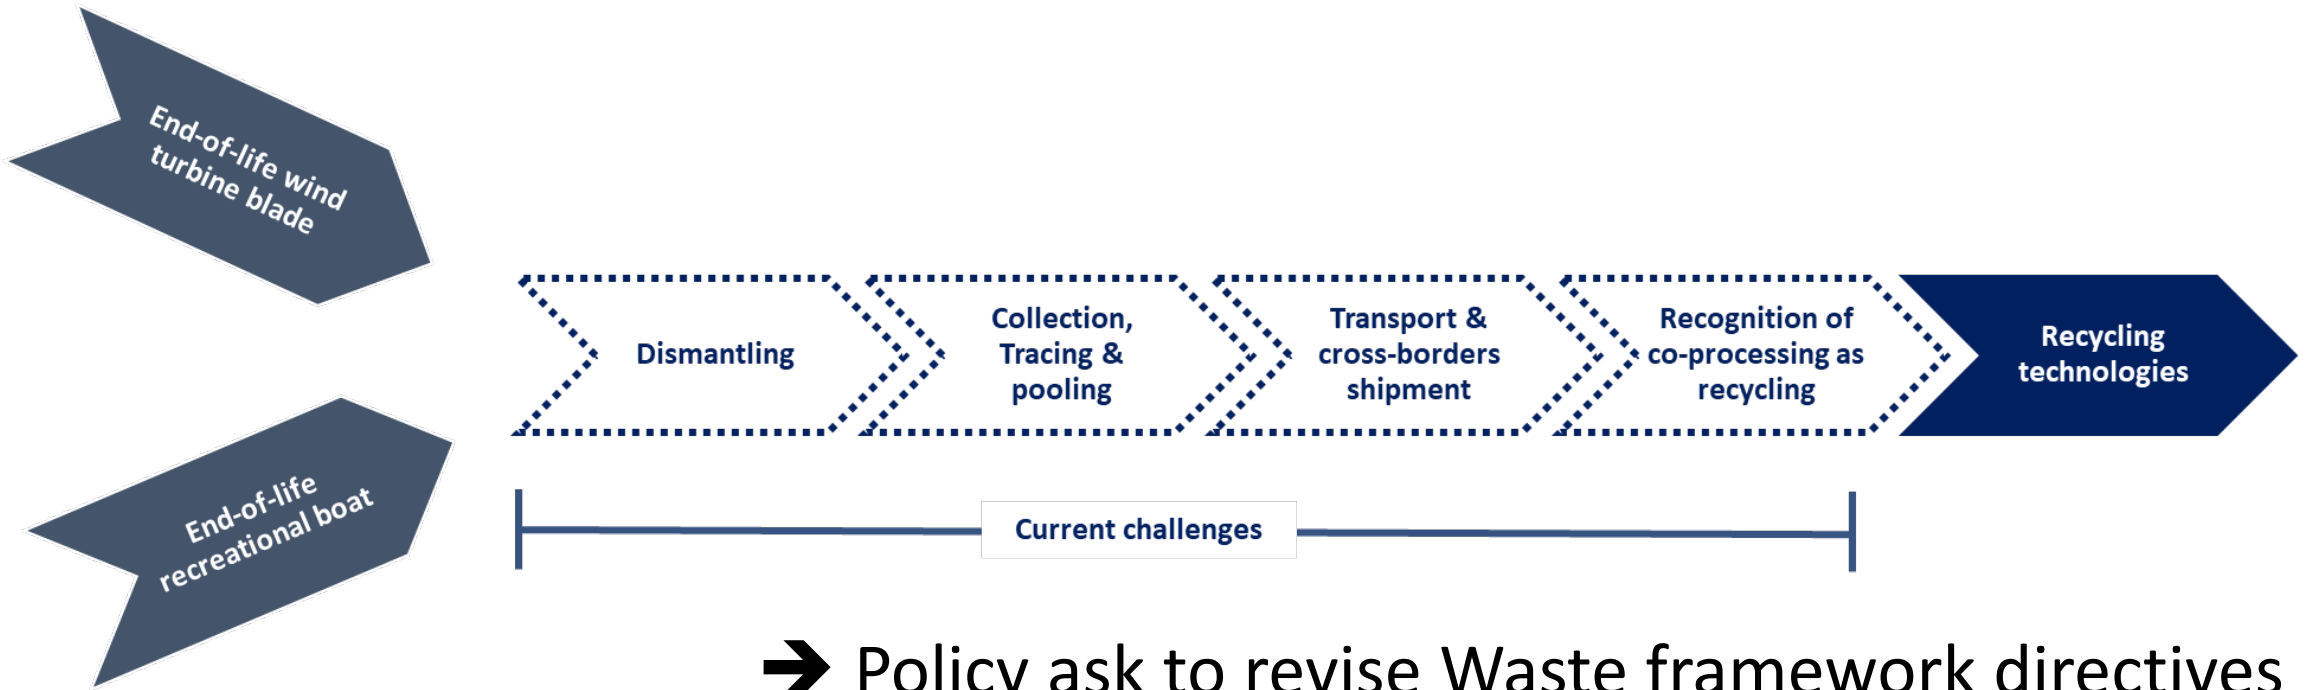 End-of-life wind
turbine blade
End-of-life
recreational boat
Dismantling
Collection,
Tracing &
pooling
Transport &
cross-borders
shipment
Recognition of
co-processing as
recycling
Recycling
technologies
Current challenges
➔ Policy ask to revise Waste framework directives